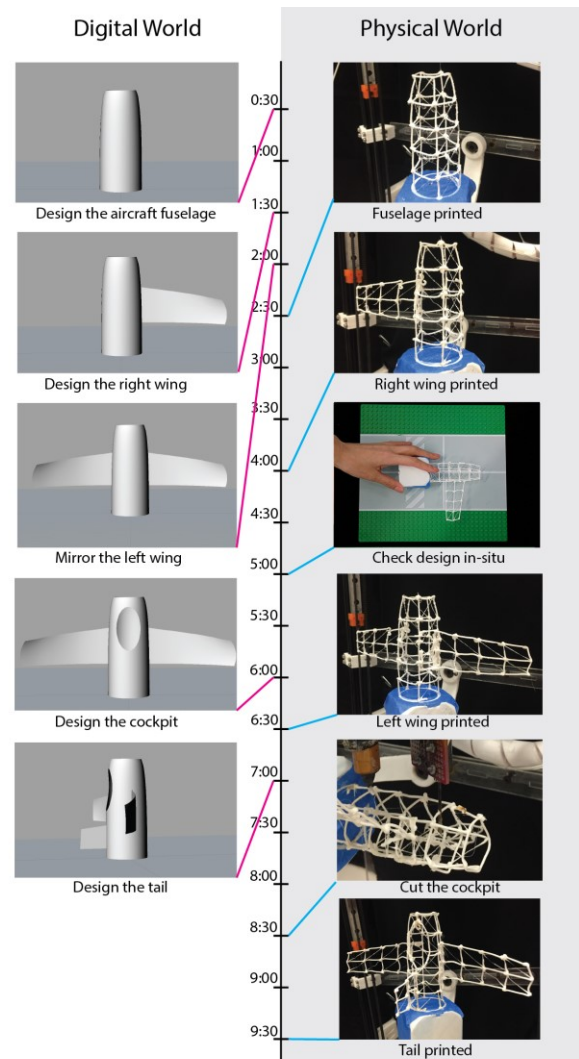 Digital World
Physical World
0:30
1:00
Design the aircraft fuselage
Fuselage printed
1:30
2:00
2:30
3:00
Design the right wing
Right wing printed
3:30
4:00
4:30
Mirror the left wing
Check design in-situ
5:00
5:30
6:00
Design the cockpit
Left wing printed
6:30
7:00
7:30
8:00
Design the tail
Cut the cockpit
8:30
9:00
9:30
Tail printed